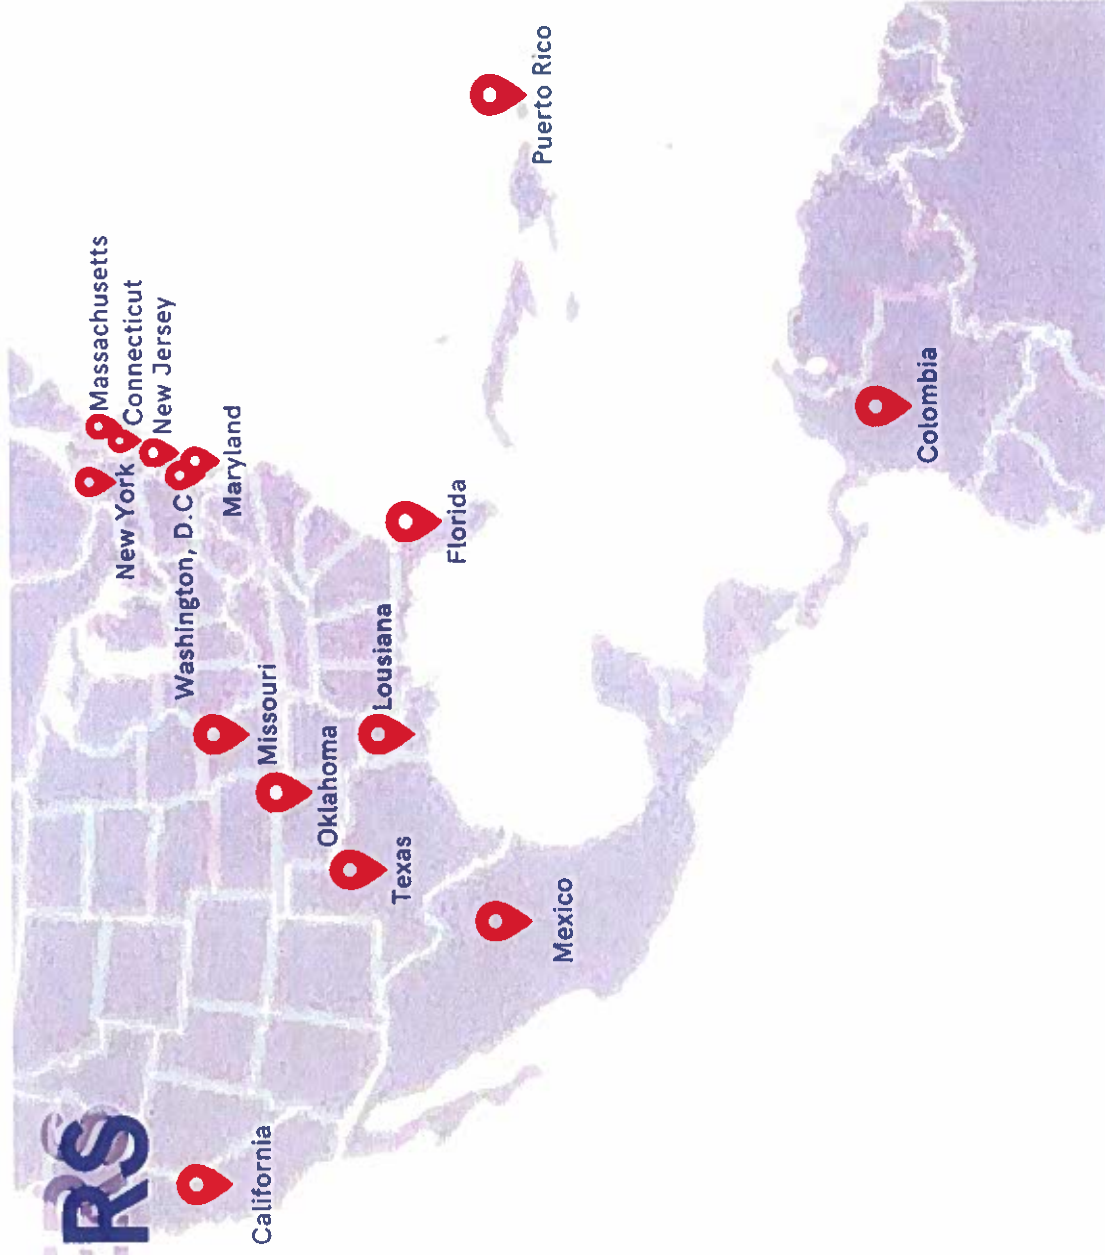 RS
Massachusetts
Connecticut
New York
New Jersey
Washington, D.C
Maryland
California
Missouri
Oklahoma
Lousiana
Texas
Florida
Mexico
Puerto Rico
Colombia